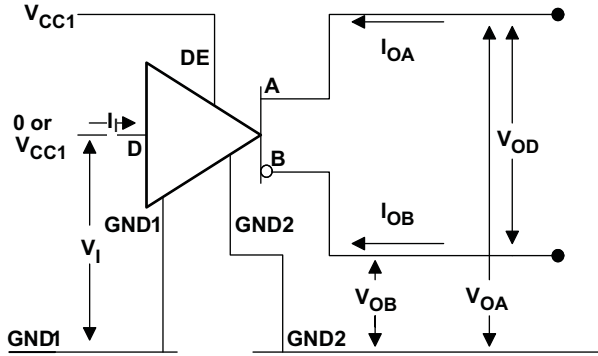 VCC1
DE
A
IOA
0 or
VCC1
II
D
VOD
B
GND1
GND2
IOB
VI
VOB
VOA
GND1
GND2